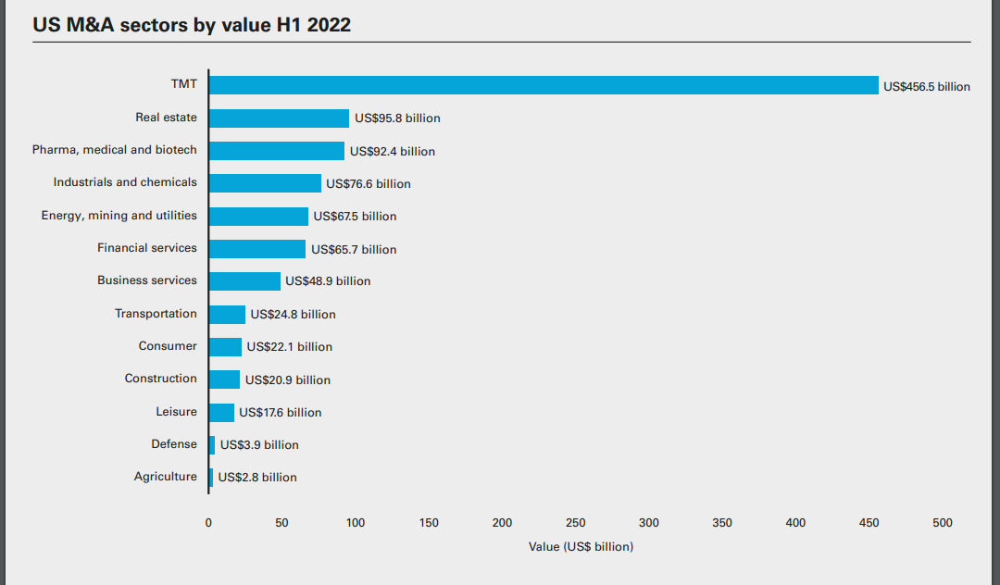 US M&A sectors by value H1 2022
TMT US$456.5 billion
Real estate US$95.8 billion
Pharma, medical and biotech US$92.4 billion
Industrials and chemicals US$76.6 billion
Energy, mining and utilities US$67.5 billion
Financial services US$65.7 billion
Business services US$48.9 billion
Transportation US$24.8 billion
Consumer US$22.1 billion
Construction US$20.9 billion
Leisure US$17.6 billion
Defense US$3.9 billion
Agriculture US$2.8 billion
0 50 100 150 200 250 300 350 400 450 500
Value (US$ billion)